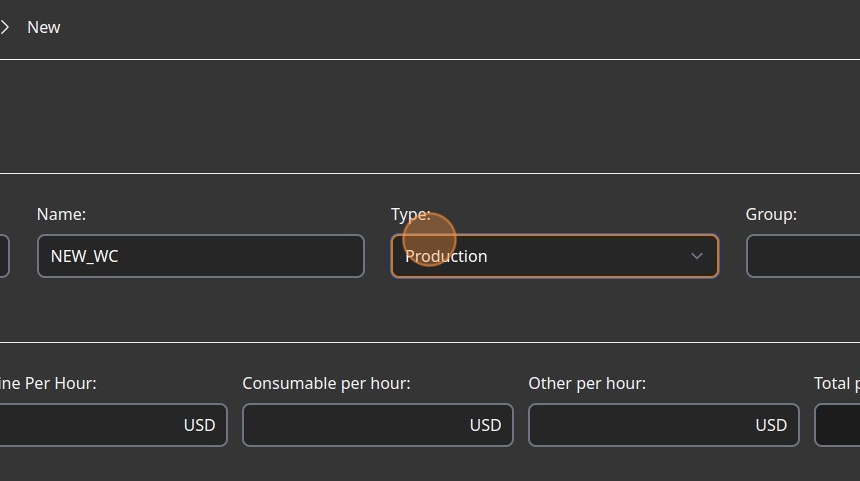 New
Name:
Type:
Group:
NEW_WC
Production
ine Per Hour:
Consumable per hour:
Other per hour:
Total p
USD
USD
USD